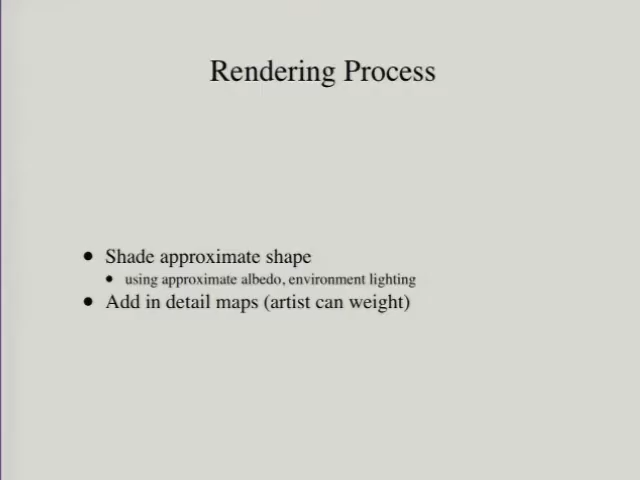 Rendering Process
• Shade approximate shape
• using approximate albedo, environment lighting
• Add in detail maps (artist can weight)